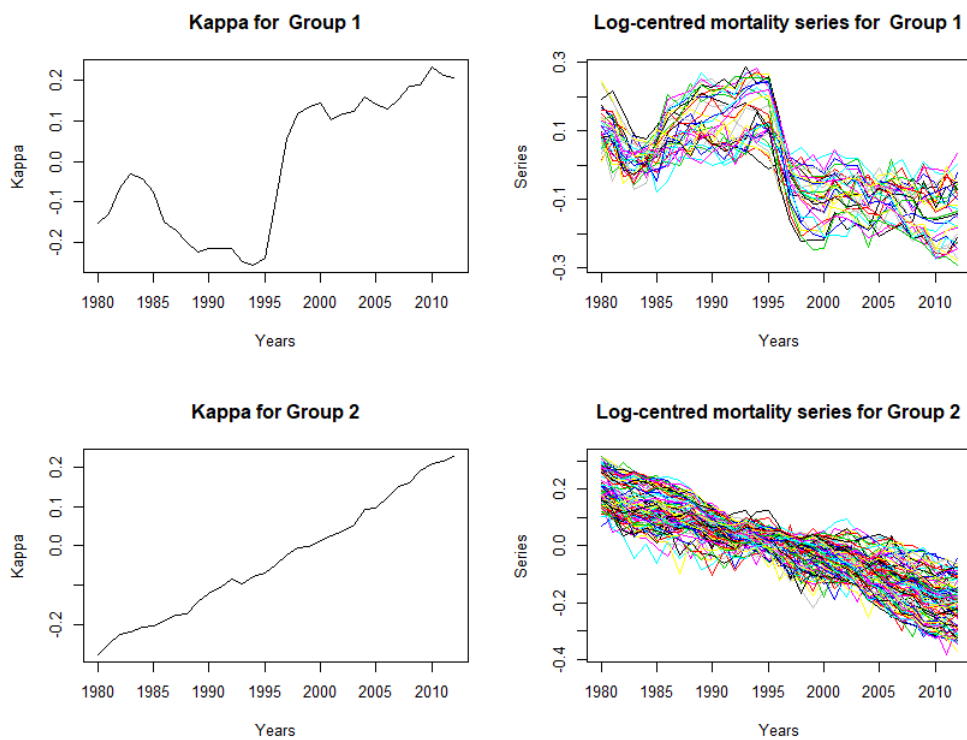 Kappa for  Group 1
Kappa
0.2
0.1
0.0
-0.1
-0.2
1980 1985 1990 1995 2000 2005 2010
Years
Log-centred mortality series for  Group 1
Series
0.3
0.1
-0.1
-0.3
1980 1985 1990 1995 2000 2005 2010
Years
Kappa for Group 2
Kappa
0.2
0.1
0.0
-0.2
1980 1985 1990 1995 2000 2005 2010
Years
Log-centred mortality series for Group 2
Series
0.2
0.0
-0.2
-0.4
1980 1985 1990 1995 2000 2005 2010
Years